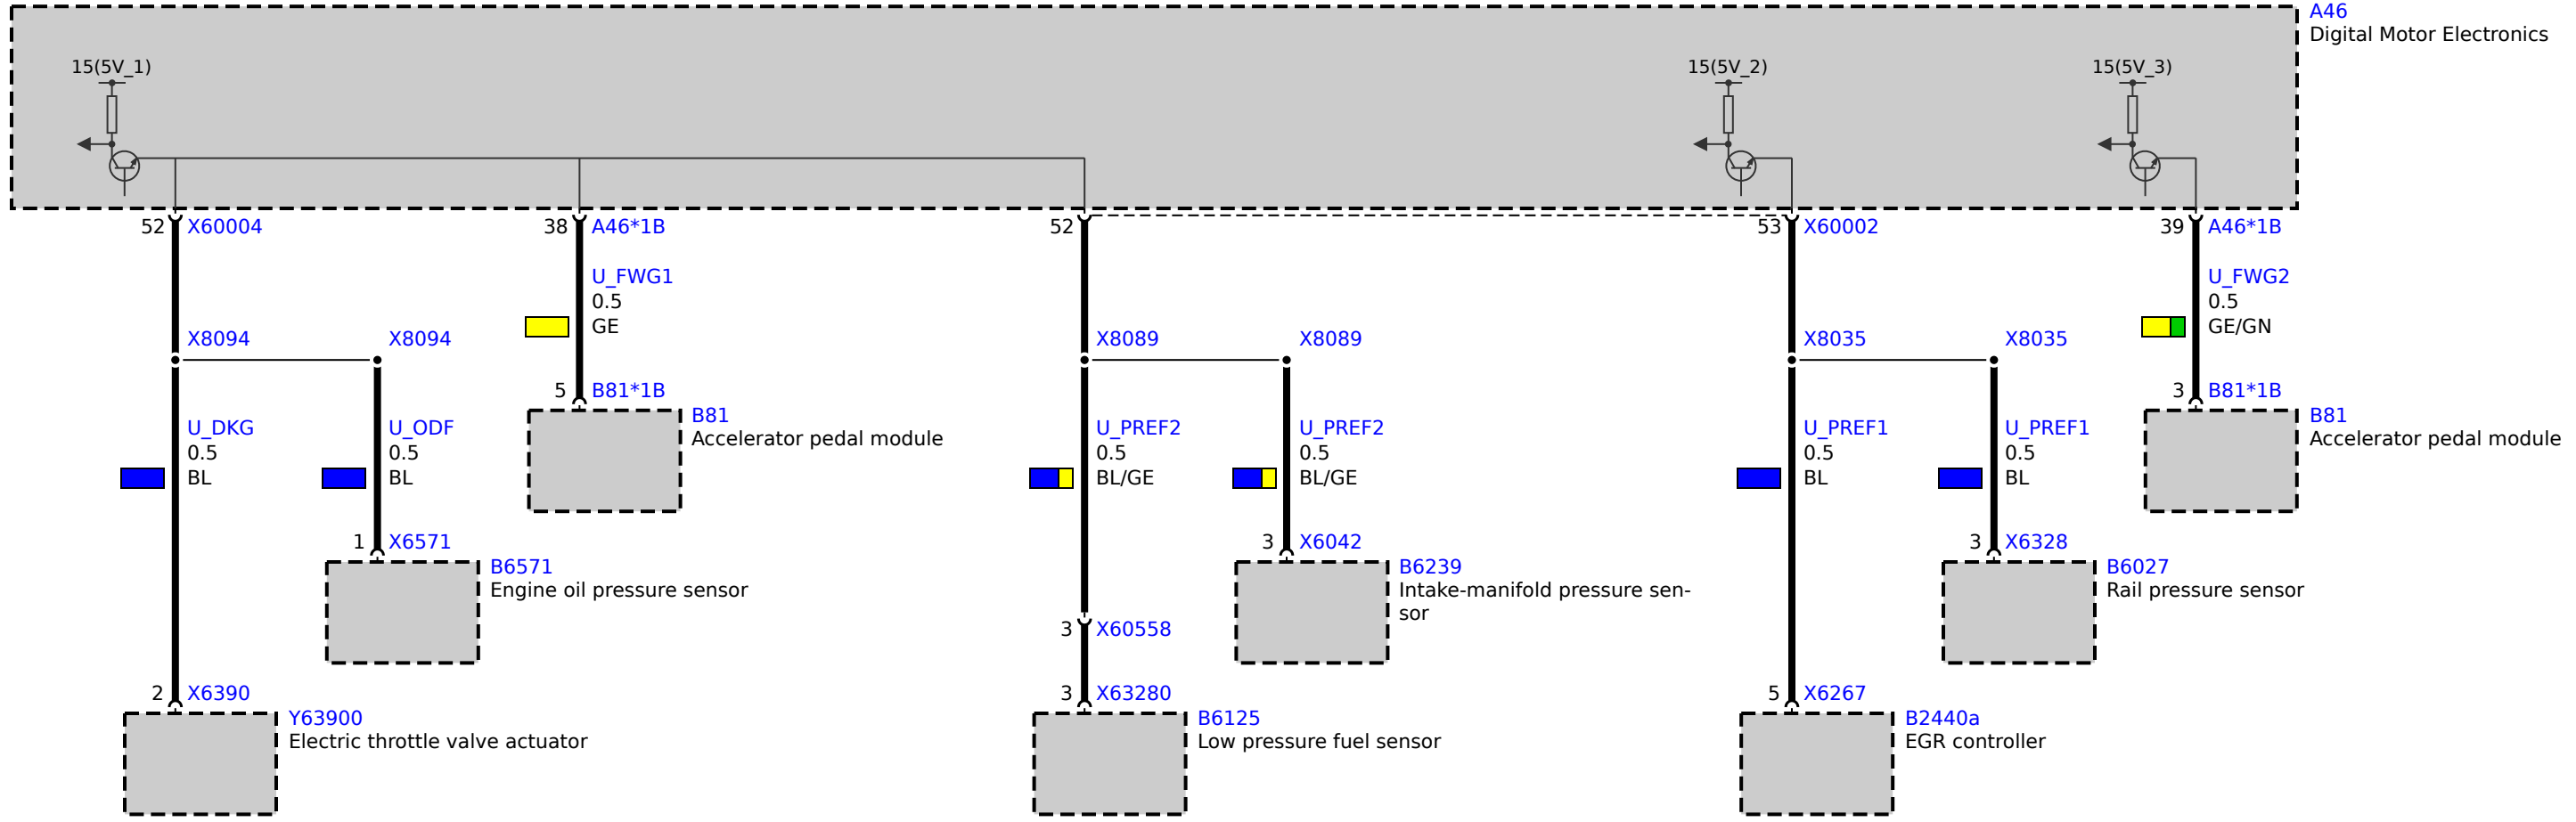 A46
Digital Motor Electronics
15(5V_1)
15(5V_2)
15(5V_3)
52 X60004
38 A46*1B
52
53 X60002
39 A46*1B
U_FWG1
0.5
GE
U_FWG2
0.5
GE/GN
X8094
X8094
X8089
X8089
X8035
X8035
5 B81*1B
B81
Accelerator pedal module
3 B81*1B
B81
Accelerator pedal module
U_DKG
0.5
BL
U_ODF
0.5
BL
U_PREF2
0.5
BL/GE
U_PREF2
0.5
BL/GE
U_PREF1
0.5
BL
U_PREF1
0.5
BL
1 X6571
B6571
Engine oil pressure sensor
3 X6042
B6239
Intake-manifold pressure sen-
sor
3 X6328
B6027
Rail pressure sensor
3 X60558
2 X6390
Y63900
Electric throttle valve actuator
3 X63280
B6125
Low pressure fuel sensor
5 X6267
B2440a
EGR controller